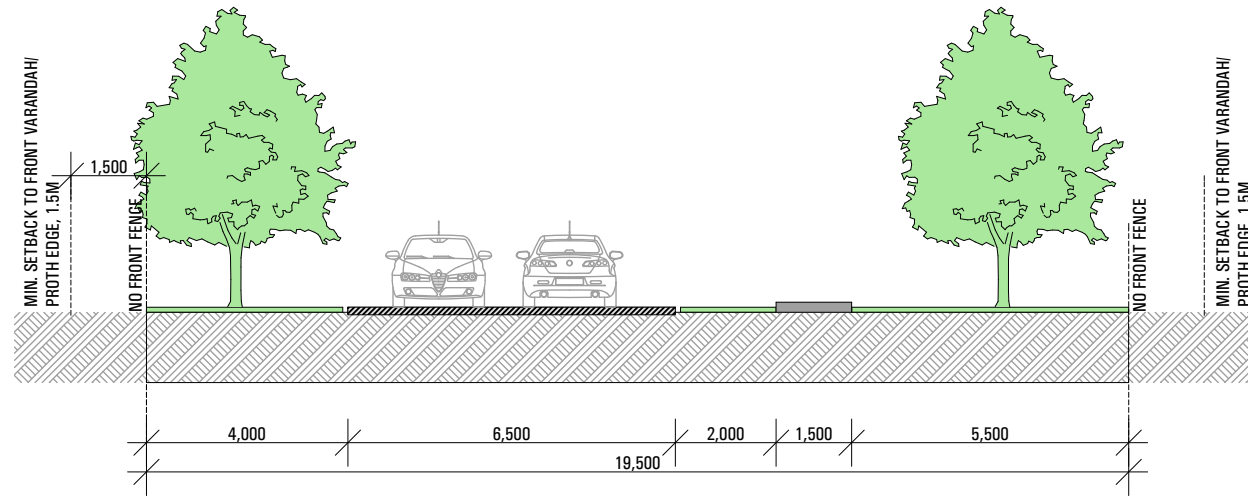 MIN. SETBACK TO FRONT VARANDAH/
PROTH EDGE, 1.5M
1,500
NO FRONT FENCE
NO FRONT FENCE
MIN. SETBACK TO FRONT VARANDAH/
PROTH EDGE, 1.5M
4,000
6,500
2,000
1,500
5,500
19,500